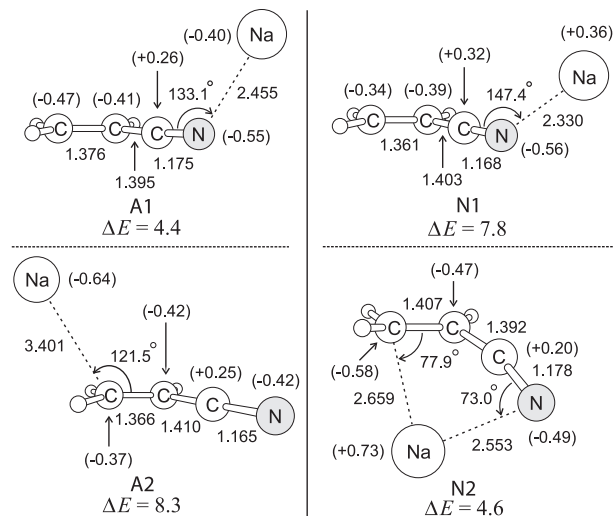 (-0.40)
Na
(+0.26)
(-0.47)
(-0.41)
133.1°
2.455
C
C
C
N
(-0.55)
1.376
1.175
1.395
A1
ΔE = 4.4
(+0.36)
(+0.32)
Na
(-0.34)
(-0.39)
147.4°
2.330
C
C
C
N
(-0.56)
1.361
1.168
1.403
N1
ΔE = 7.8
Na
(-0.64)
(-0.42)
3.401
121.5°
(+0.25)
(-0.42)
C
C
C
N
1.366
1.410
1.165
(-0.37)
A2
ΔE = 8.3
(-0.47)
1.407
C
C
1.392
C
(+0.20)
(-0.58)
77.9°
1.178
2.659
73.0°
N
(+0.73)
Na
2.553
(-0.49)
N2
ΔE = 4.6